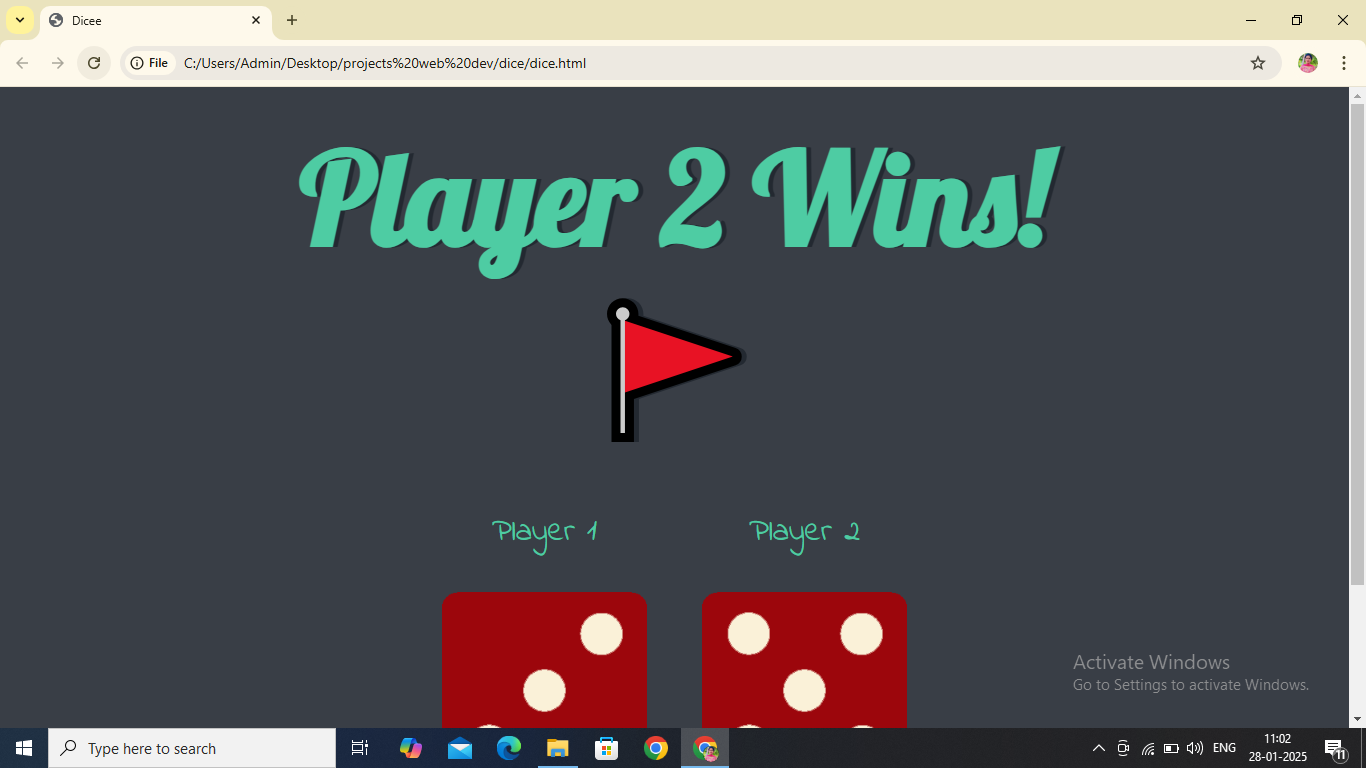 Dicee
File
C:/Users/Admin/Desktop/projects%20web%20dev/dice/dice.html
Player 2 Wins!
Player 1
Player 2
Activate Windows
Go to Settings to activate Windows.
Type here to search
ENG
11:02
28-01-2025
11